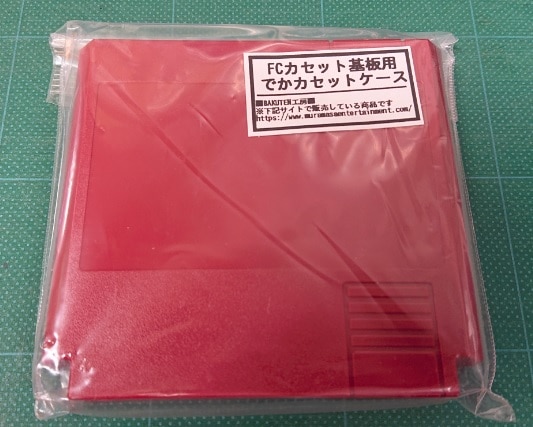 FCカセット基板用
でかカセットケース
■BAKUTEN工房■
※下記サイトで販売している商品です
https://www.muramasaentertainment.com/